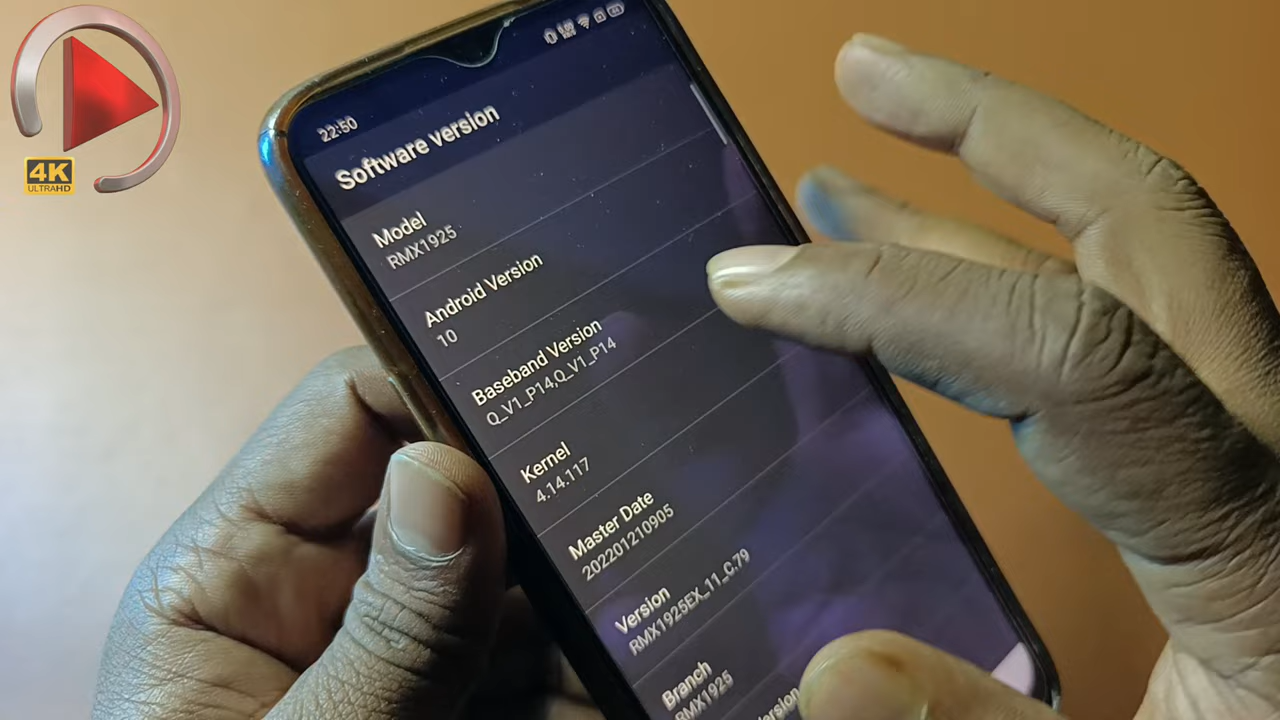 4K
ULTRAHD
22:50
Software version
Model
RMX1925
Android Version
10
Baseband Version
Q_V1_P14,Q_V1_P14
Kernel
4.14.117
Master Date
202201210905
Version
RMX1925EX_11_C.79
Branch
RMX1925